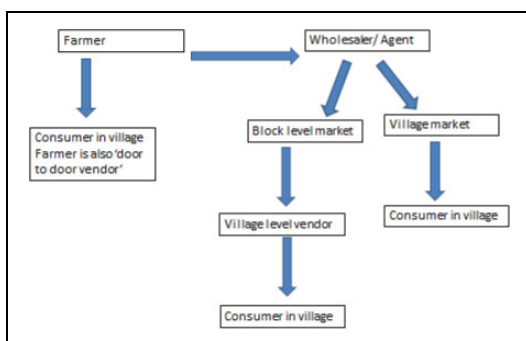 Farmer
Wholesaler/ Agent
Consumer in village
Farmer is also 'door
to door vendor'
Block level market
Village market
Village level vendor
Consumer in village
Consumer in village